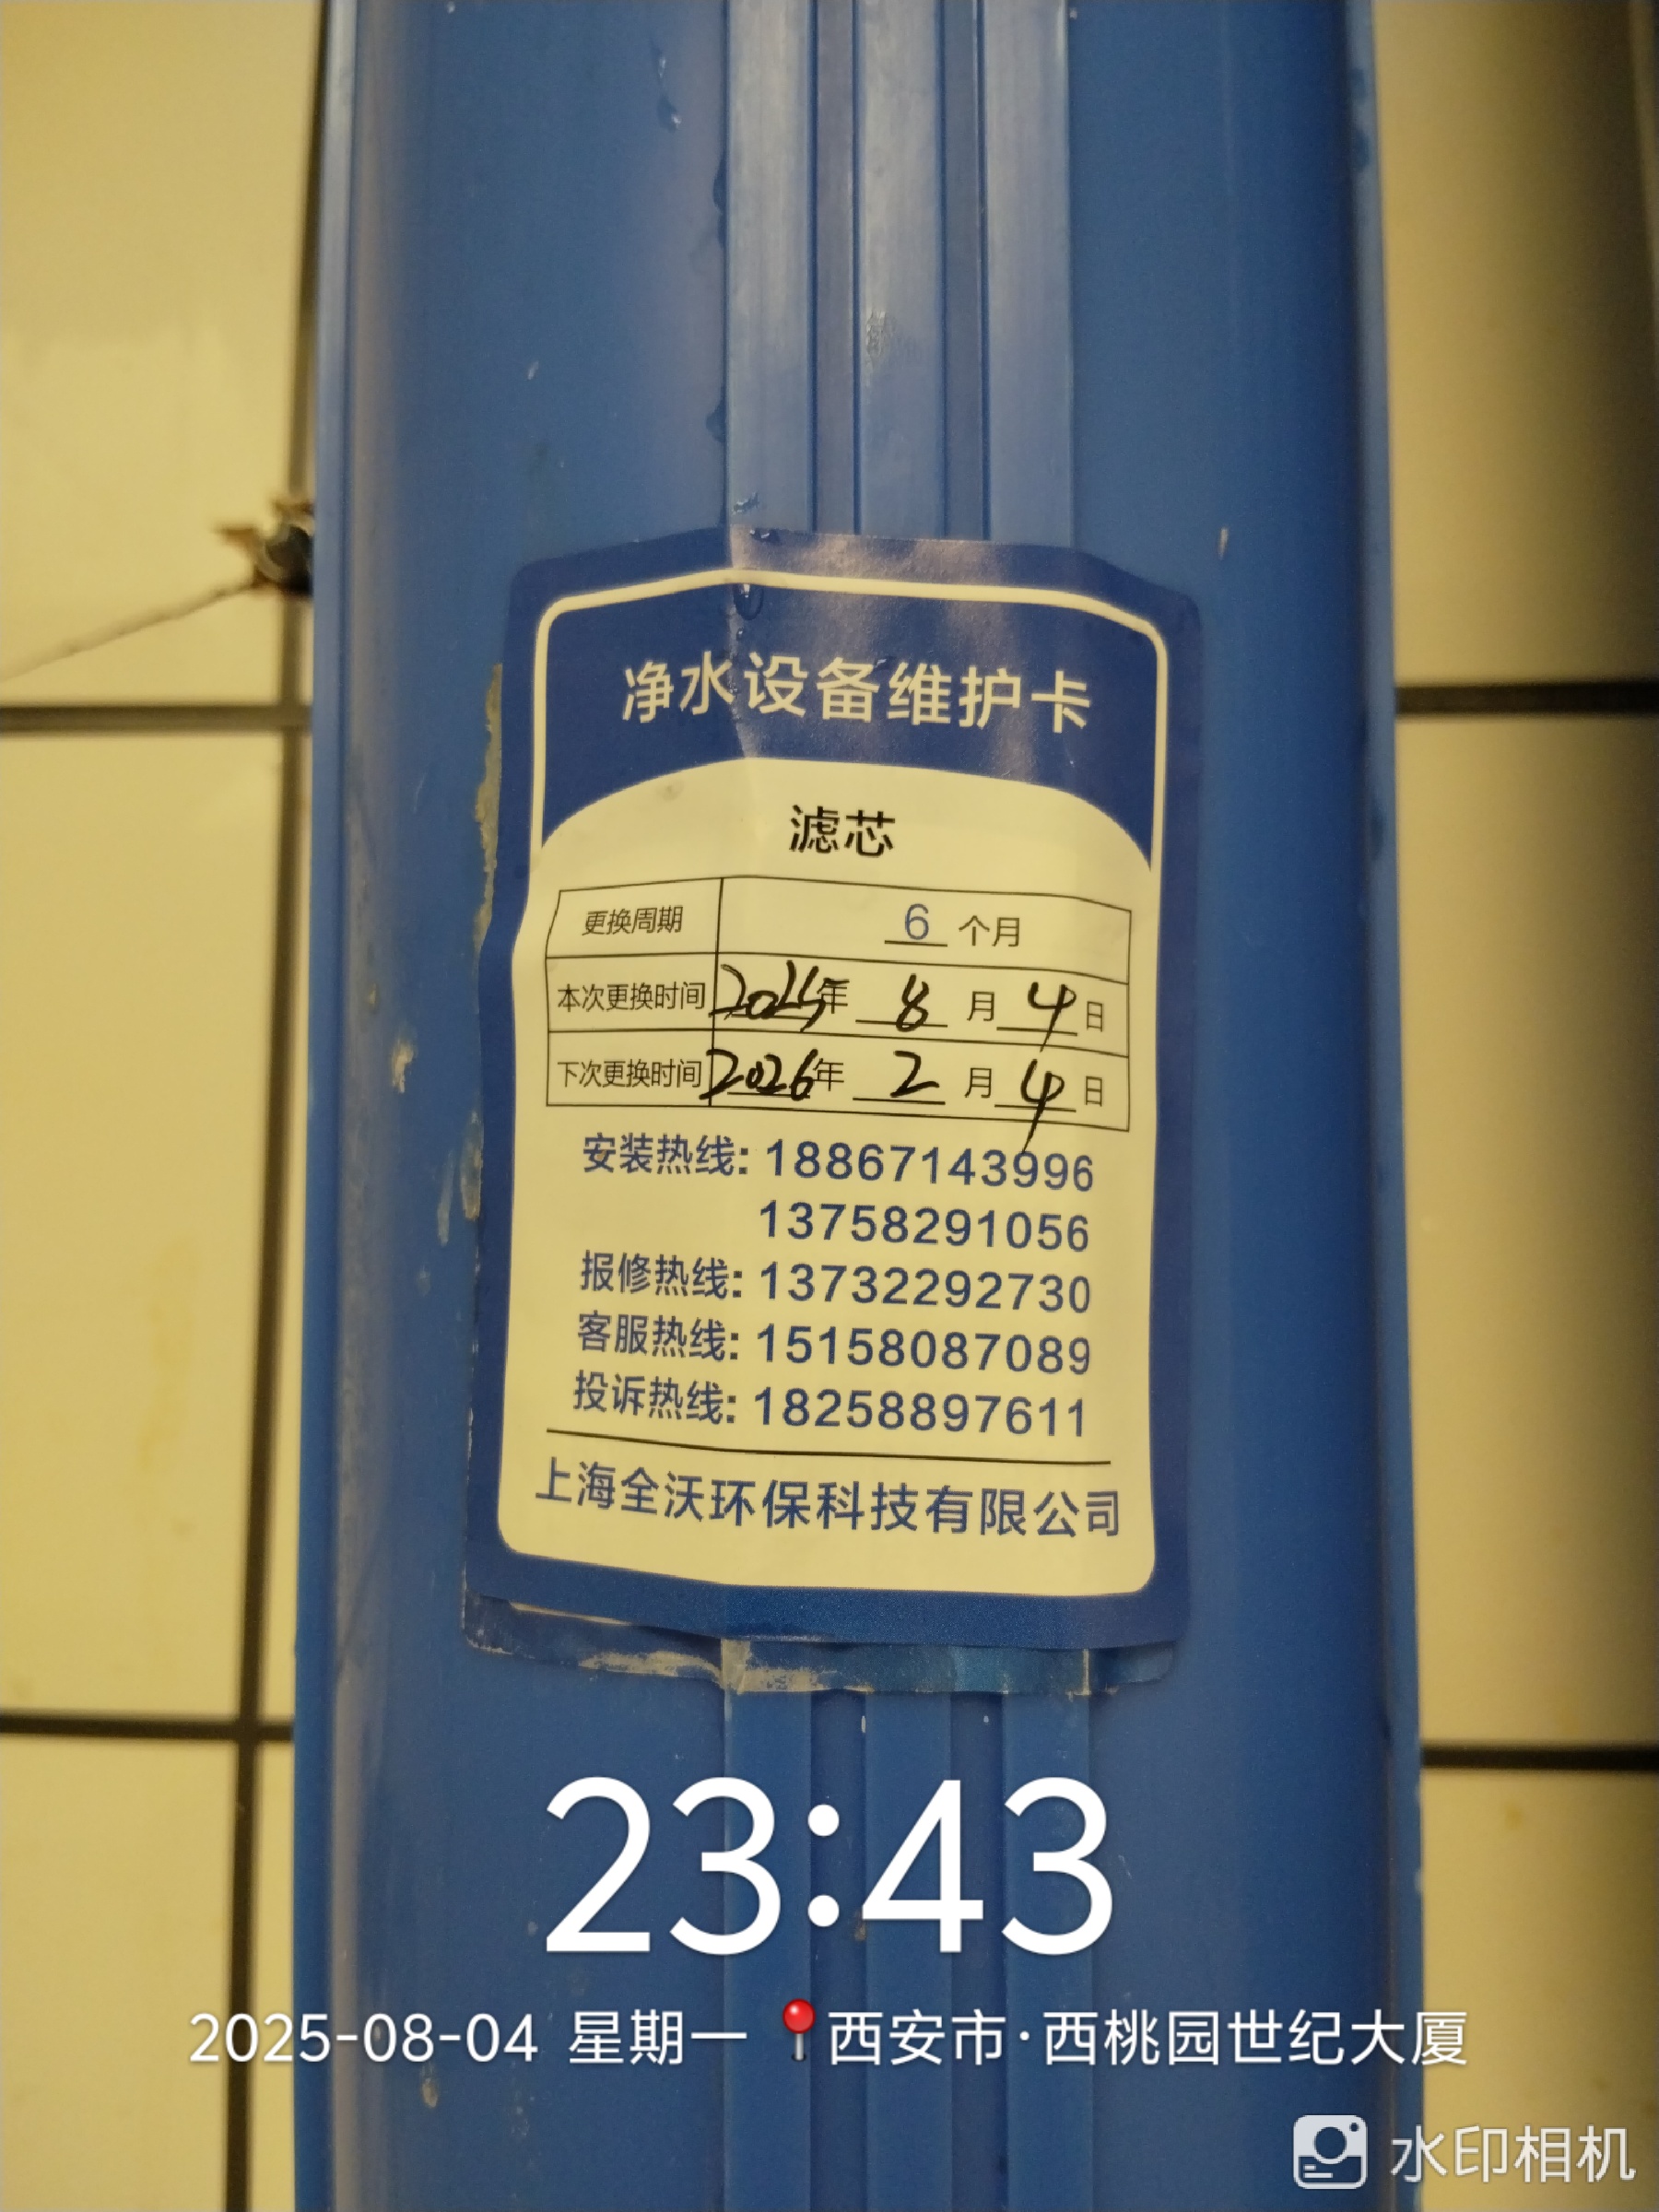 净水设备维护卡
滤芯
更换周期 6 个月
本次更换时间 2025年 8 月 4 日
下次更换时间 2026年 2 月 4 日
安装热线: 18867143996
13758291056
报修热线: 13732292730
客服热线: 15158087089
投诉热线: 18258897611
上海全沃环保科技有限公司
23:43
2025-08-04 星期一 📍西安市·西桃园世纪大厦
水印相机